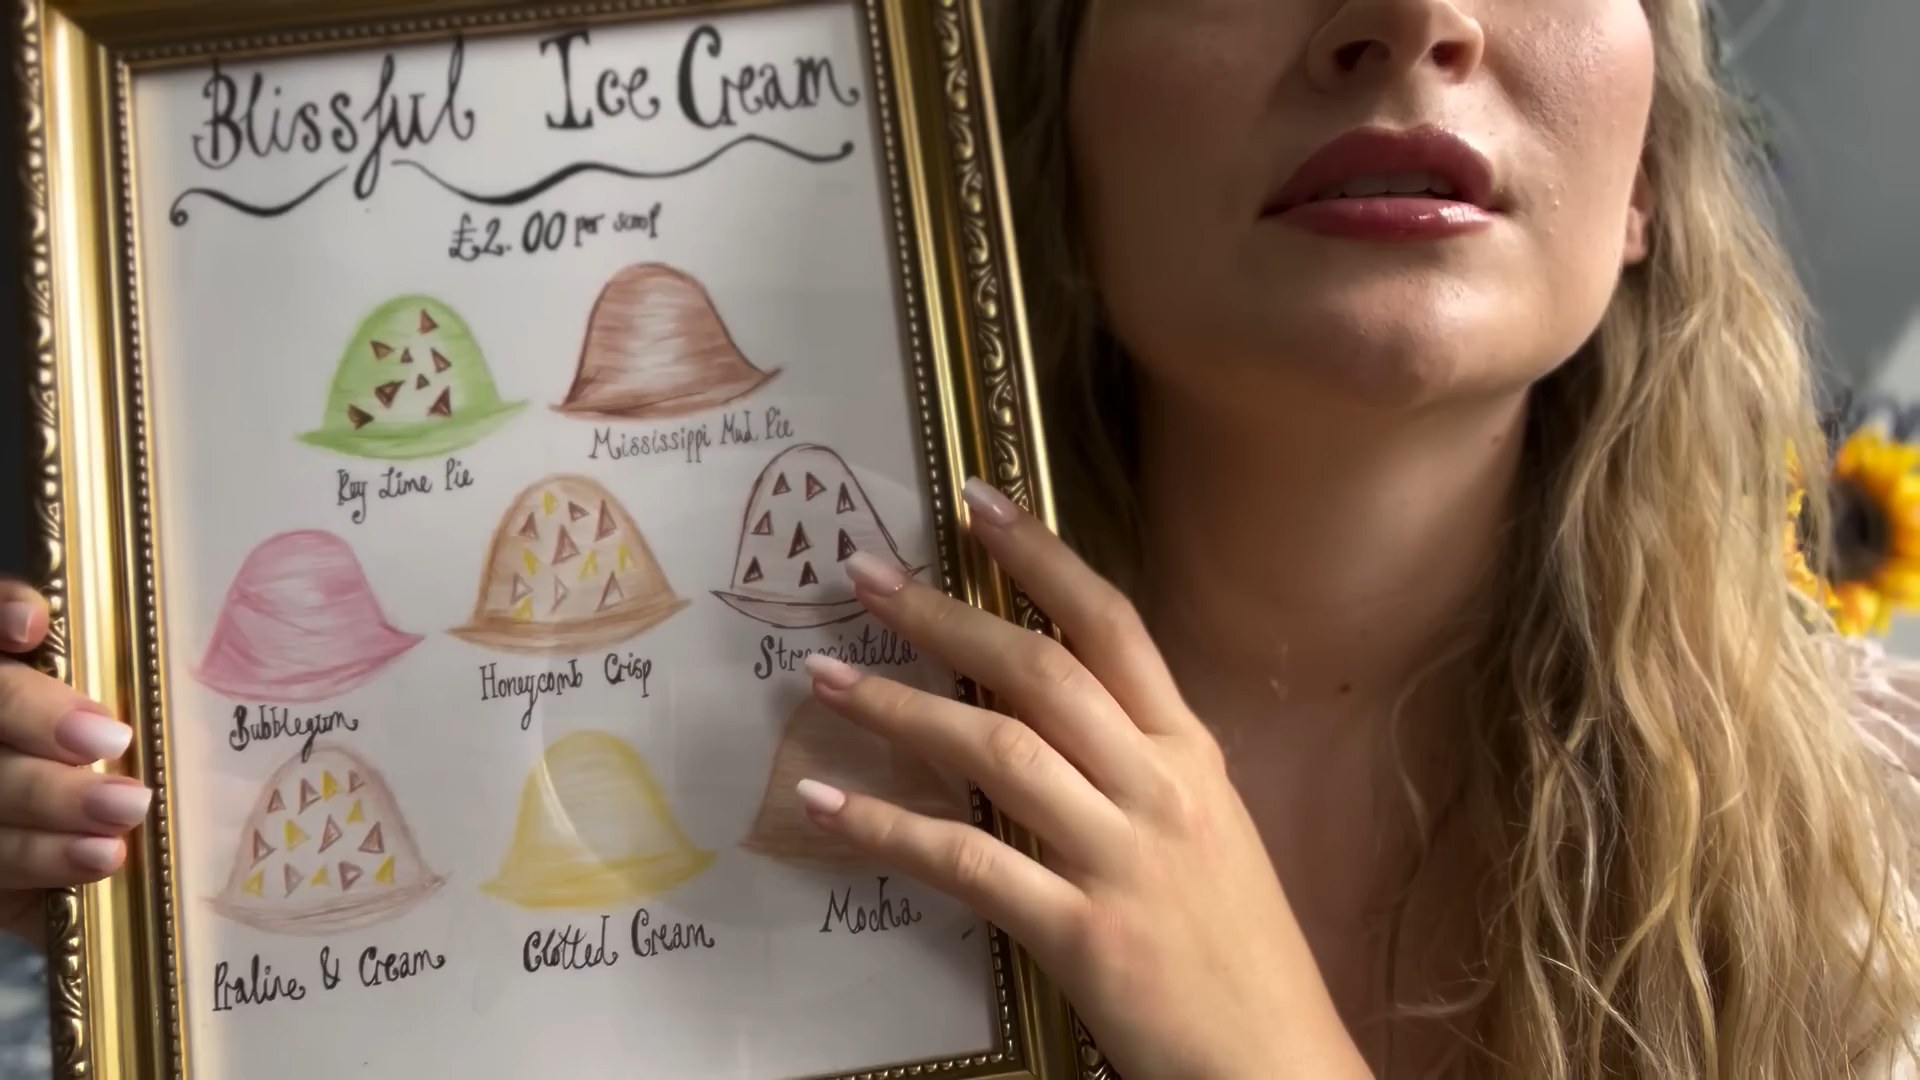 Blissful Ice Cream
£2.00 per scoop
Key Lime Pie
Mississippi Mud Pie
Bubblegum
Honeycomb Crisp
Stracciatella
Praline & Cream
Clotted Cream
Mocha